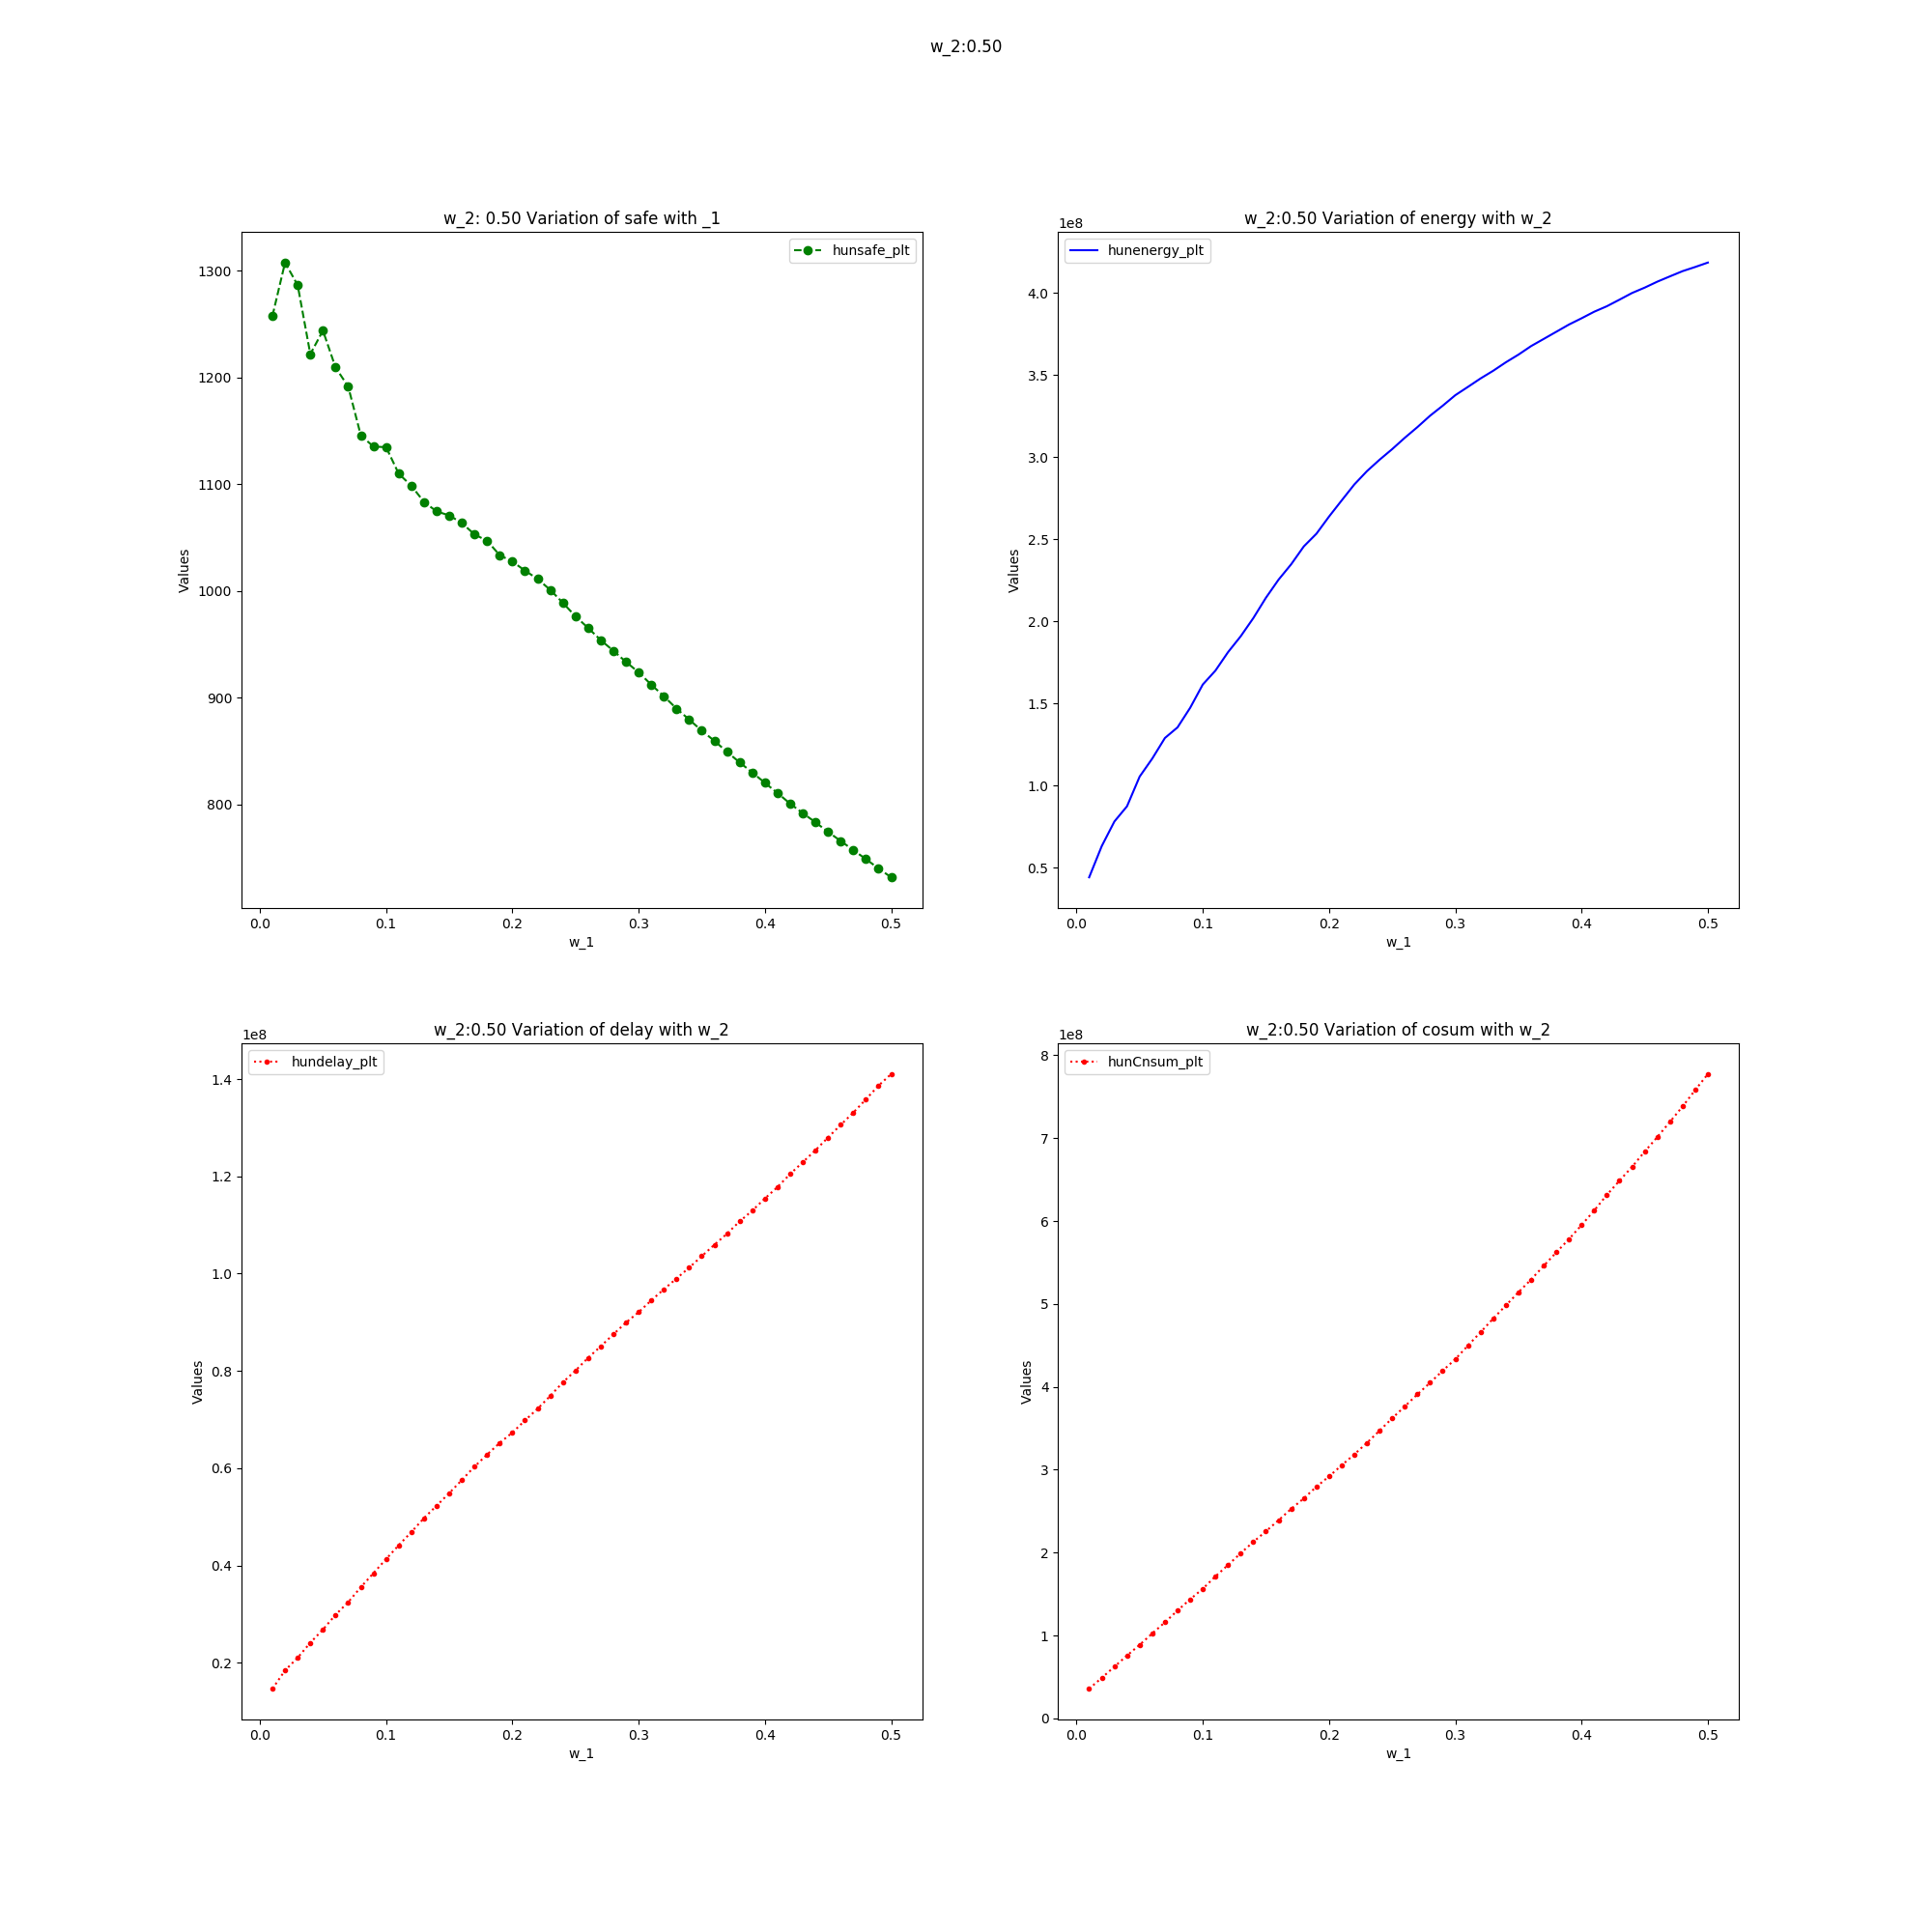 w_2:0.50
w_2: 0.50 Variation of safe with _1
hunsafe_plt
Values
1300
1200
1100
1000
900
800
0.0 0.1 0.2 0.3 0.4 0.5
w_1
w_2:0.50 Variation of energy with w_2
1e8
hunenergy_plt
Values
4.0
3.5
3.0
2.5
2.0
1.5
1.0
0.5
0.0 0.1 0.2 0.3 0.4 0.5
w_1
w_2:0.50 Variation of delay with w_2
1e8
hundelay_plt
Values
1.4
1.2
1.0
0.8
0.6
0.4
0.2
0.0 0.1 0.2 0.3 0.4 0.5
w_1
w_2:0.50 Variation of cosum with w_2
1e8
hunCnsum_plt
Values
8
7
6
5
4
3
2
1
0
0.0 0.1 0.2 0.3 0.4 0.5
w_1